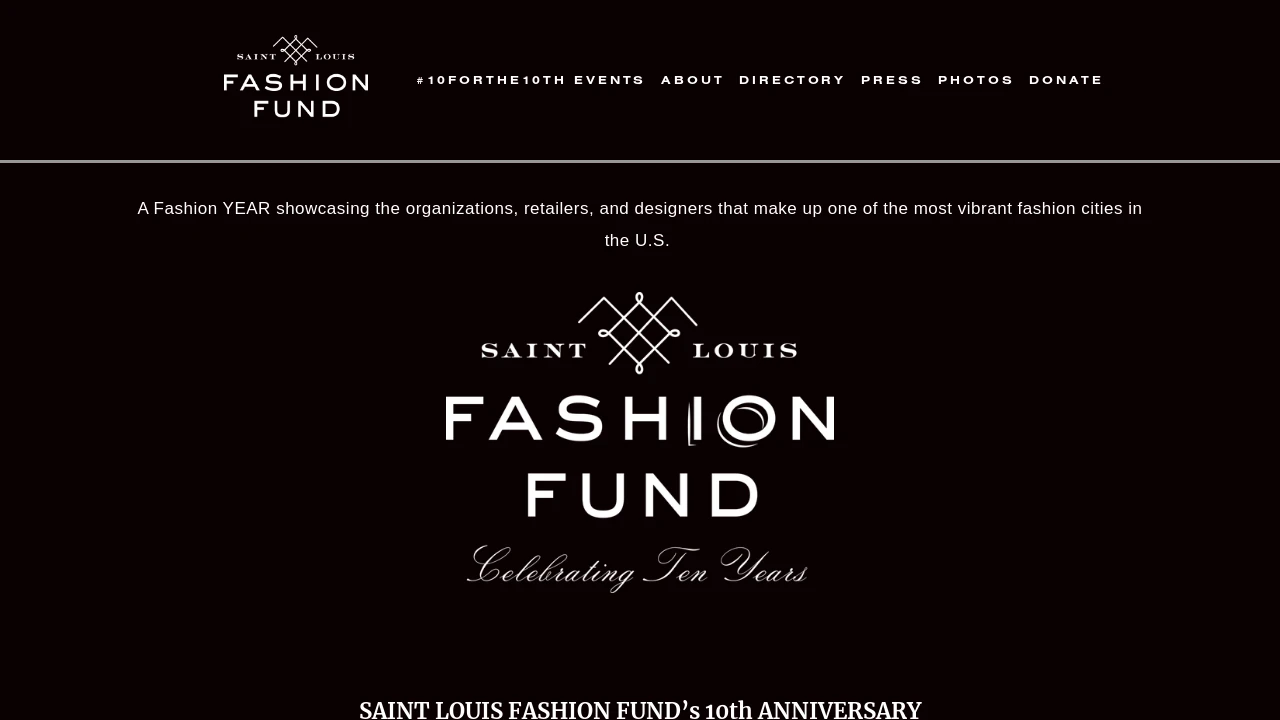 SAINT LOUIS
FASHION
FUND
#10FORTHE10TH EVENTS ABOUT DIRECTORY PRESS PHOTOS DONATE
A Fashion YEAR showcasing the organizations, retailers, and designers that make up one of the most vibrant fashion cities in
the U.S.
SAINT LOUIS
FASHION
FUND
Celebrating Ten Years
SAINT LOUIS FASHION FUND’s 10th ANNIVERSARY